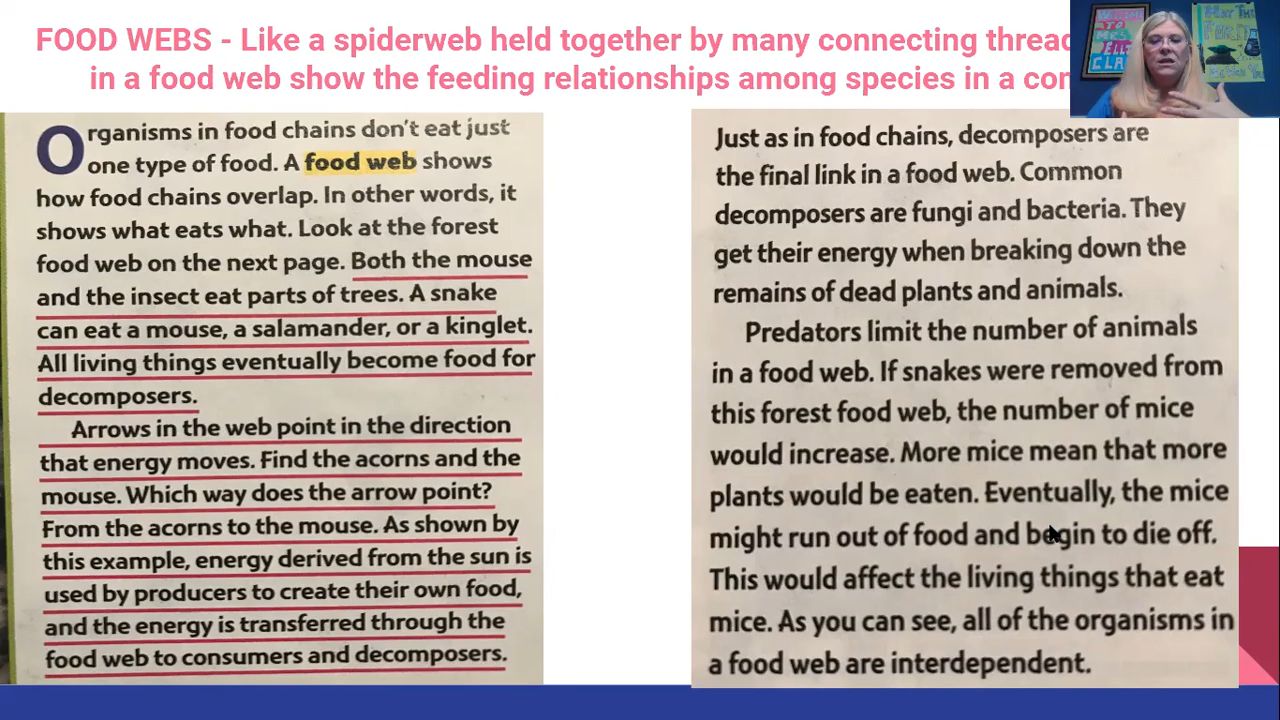 FOOD WEBS - Like a spiderweb held together by many connecting
in a food web show the feeding relationships among species in a
WELCOME
TO
MRS.
ELL
CLA
Organisms in food chains don't eat just
one type of food. A food web shows
how food chains overlap. In other words, it
shows what eats what. Look at the forest
food web on the next page. Both the mouse
and the insect eat parts of trees. A snake
can eat a mouse, a salamander, or a kinglet.
All living things eventually become food for
decomposers.
Arrows in the web point in the direction
that energy moves. Find the acorns and the
mouse. Which way does the arrow point?
From the acorns to the mouse. As shown by
this example, energy derived from the sun is
used by producers to create their own food,
and the energy is transferred through the
food web to consumers and decomposers.
Just as in food chains, decomposers are
the final link in a food web. Common
decomposers are fungi and bacteria. They
get their energy when breaking down the
remains of dead plants and animals.
Predators limit the number of animals
in a food web. If snakes were removed from
this forest food web, the number of mice
would increase. More mice mean that more
plants would be eaten. Eventually, the mice
might run out of food and begin to die off.
This would affect the living things that eat
mice. As you can see, all of the organisms in
a food web are interdependent.